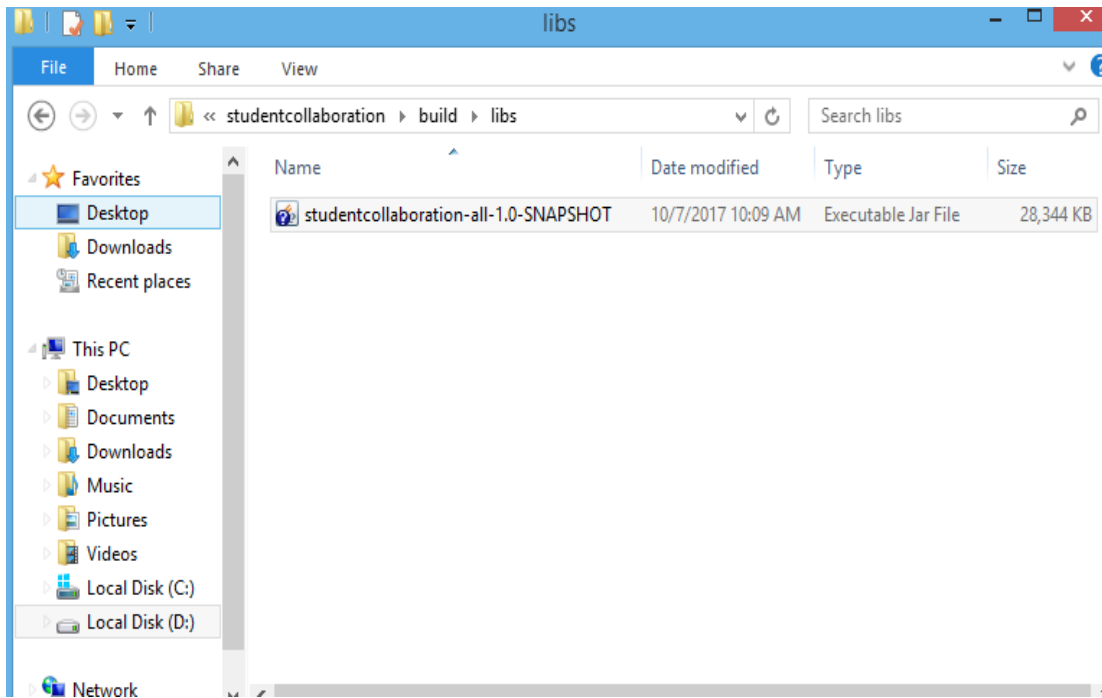 libs
File Home Share View
« studentcollaboration build libs Search libs
Name Date modified Type Size
studentcollaboration-all-1.0-SNAPSHOT 10/7/2017 10:09 AM Executable Jar File 28,344 KB
Favorites
Desktop
Downloads
Recent places
This PC
Desktop
Documents
Downloads
Music
Pictures
Videos
Local Disk (C:)
Local Disk (D:)
Network